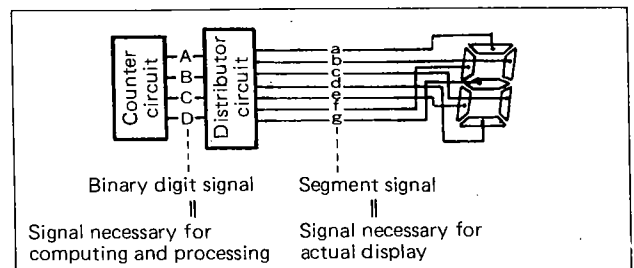 Counter circuit
A
B
C
D
Distributor circuit
a
b
c
d
e
f
g
Binary digit signal
||
Signal necessary for
computing and processing
Segment signal
||
Signal necessary for
actual display